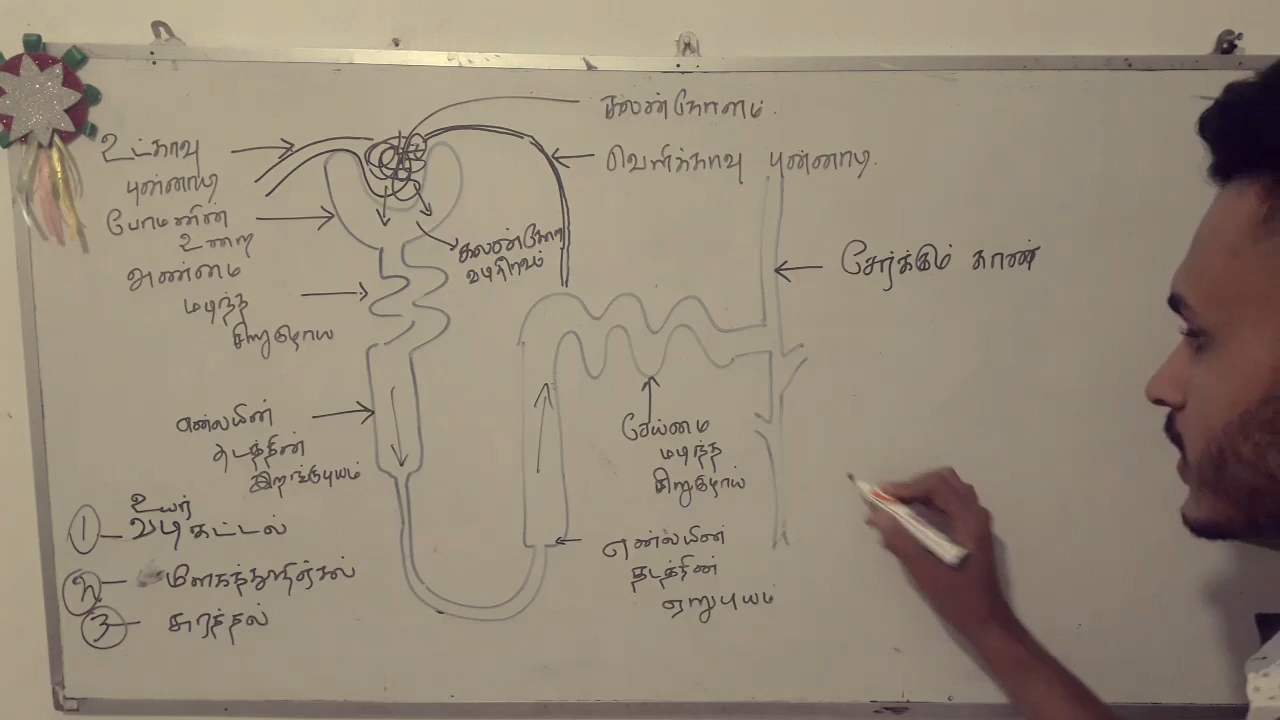 கலன்கோளம்.
உட்காவு
புன்னாடி
வெளிக்காவு புன்னாடி.
போமனின்
உறை
கலன்கோள
வடிதிரவம்
சேர்க்கும் கான்
அண்மை
மடிந்த
சிறுகுழாய்
என்லேயின்
தடத்தின்
இறங்குபுயம்
சேய்மை
மடிந்த
சிறுகுழாய்
என்லேயின்
தடத்தின்
ஏறுபுயம்
1 - உயர்
வடிகட்டல்
2 - மீளகத்துறிஞ்சல்
3 - சுரத்தல்